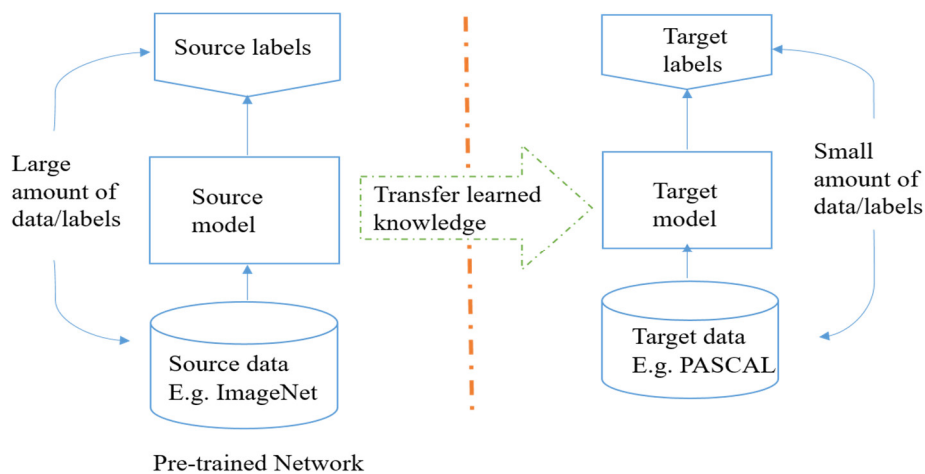 Source labels
Large
amount of
data/labels
Source
model
Source data
E.g. ImageNet
Pre-trained Network
Transfer learned
knowledge
Target
labels
Target
model
Target data
E.g. PASCAL
Small
amount of
data/labels